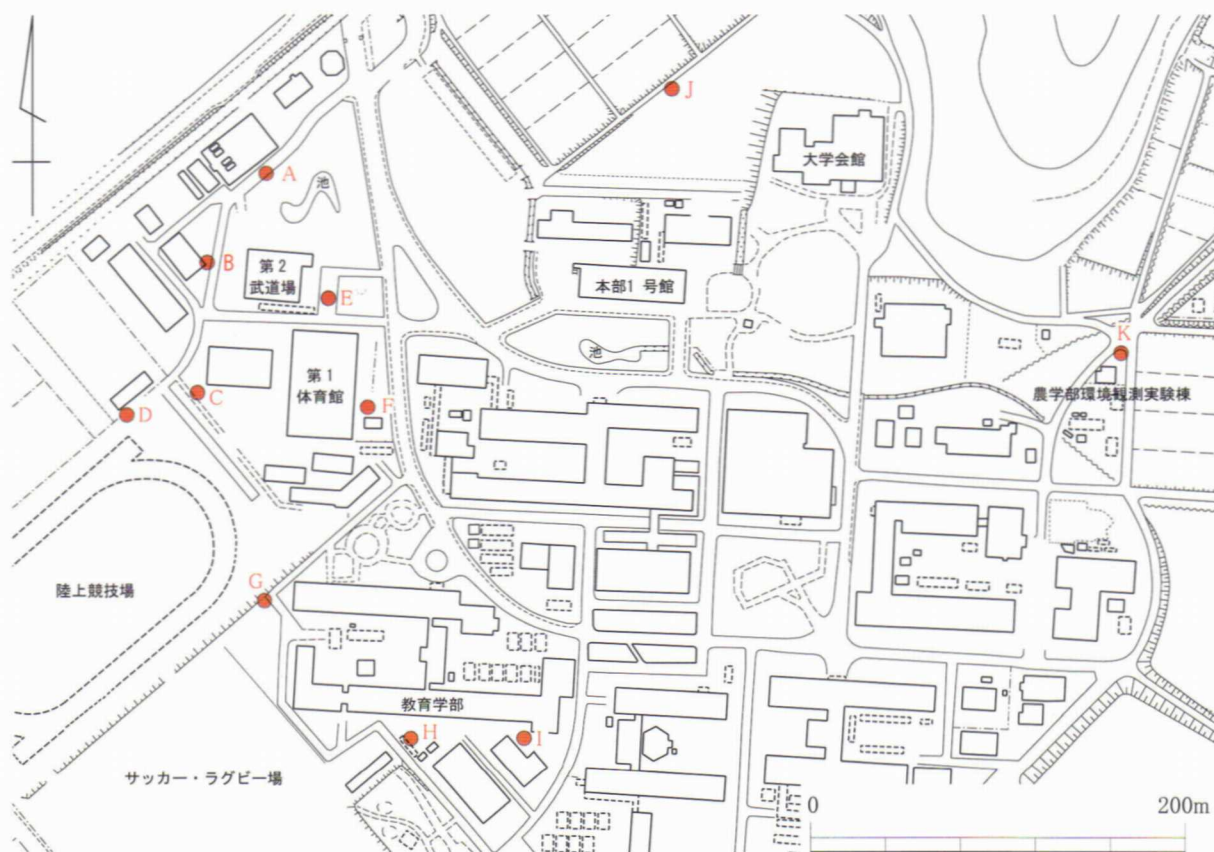 J
大学会館
A
池
B
第2
武道場
E
本部1号館
池
K
第1
体育館
C
D
F
農学部環境観測実験棟
G
陸上競技場
教育学部
H
I
サッカー・ラグビー場
0
200m